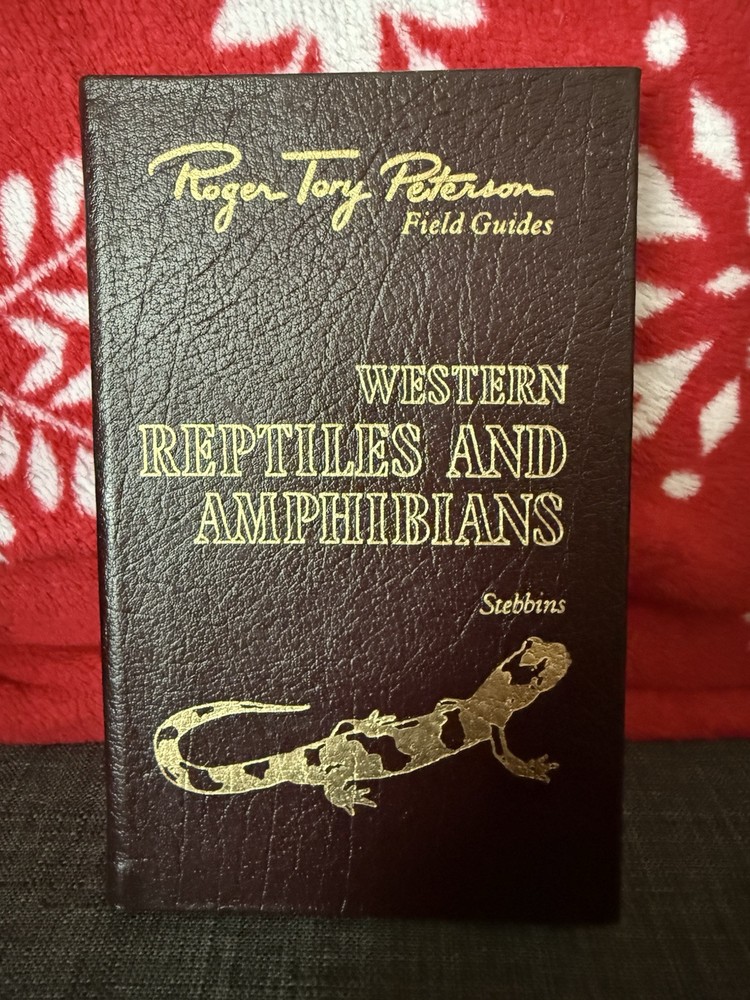 Roger Tory Peterson
Field Guides
WESTERN
REPTILES AND
AMPHIBIANS
Stebbins